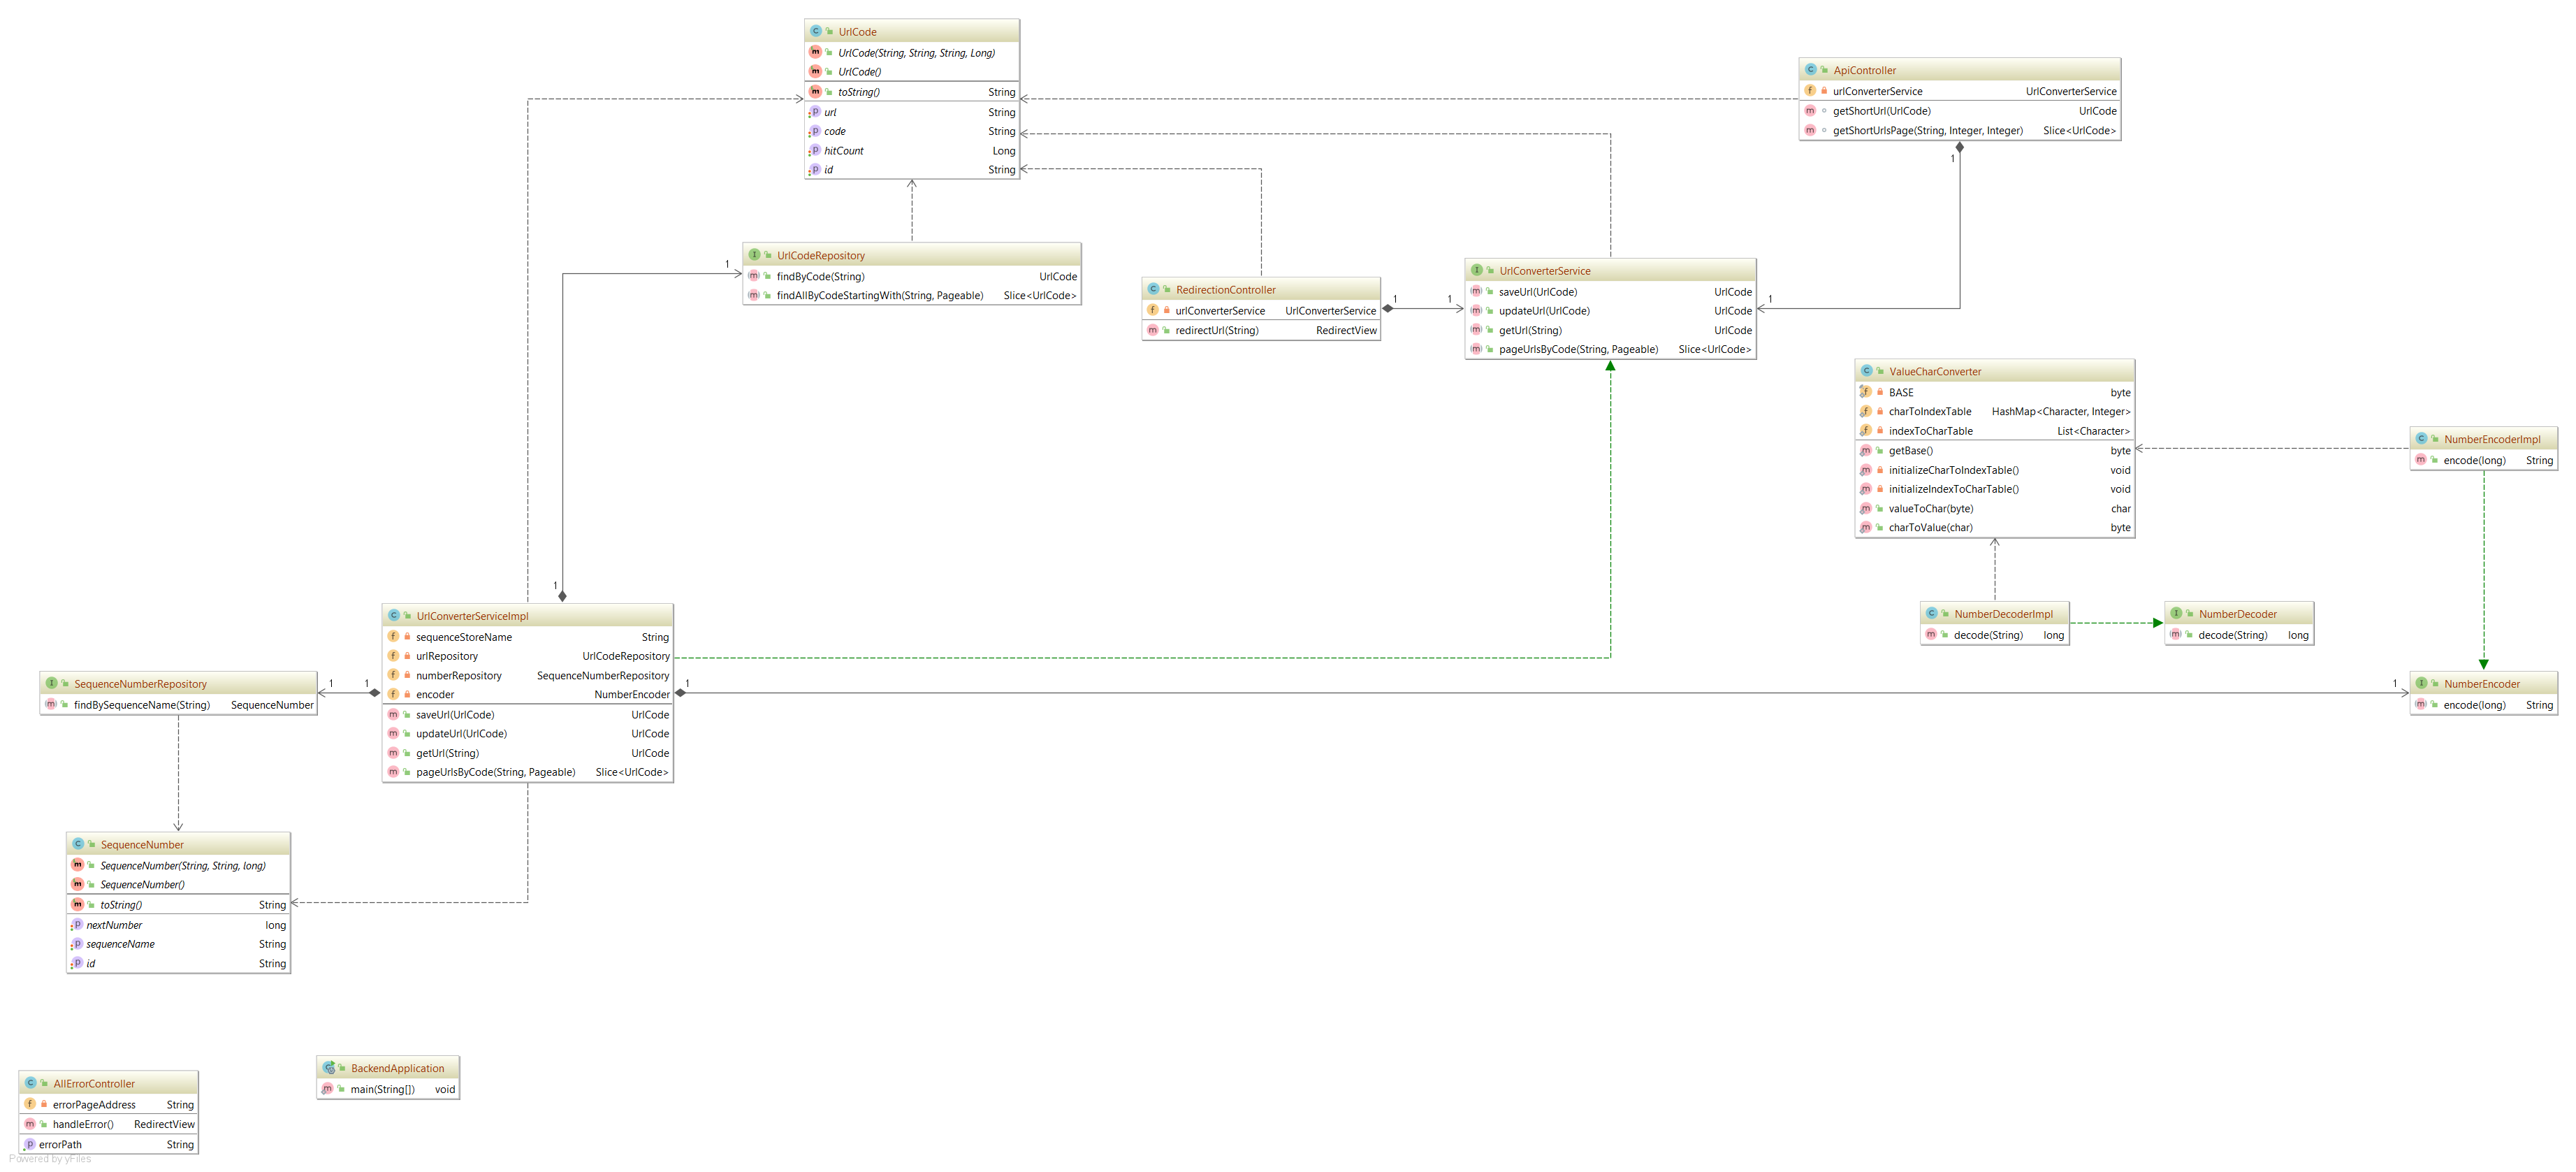 UrlCode
UrlCode(String, String, String, Long)
UrlCode()
toString() String
url String
code String
hitCount Long
id String
ApiController
urlConverterService UrlConverterService
getShortUrl(UrlCode) UrlCode
getShortUrlsPage(String, Integer, Integer) Slice<UrlCode>
1
UrlCodeRepository
findByCode(String) UrlCode
findAllByCodeStartingWith(String, Pageable) Slice<UrlCode>
1
RedirectionController
urlConverterService UrlConverterService
redirectUrl(String) RedirectView
1 1
UrlConverterService
saveUrl(UrlCode) UrlCode
updateUrl(UrlCode) UrlCode
getUrl(String) UrlCode
pageUrlsByCode(String, Pageable) Slice<UrlCode>
1
ValueCharConverter
BASE byte
charToIndexTable HashMap<Character, Integer>
indexToCharTable List<Character>
getBase() byte
initializeCharToIndexTable() void
initializeIndexToCharTable() void
valueToChar(byte) char
charToValue(char) byte
NumberEncoderImpl
encode(long) String
1
UrlConverterServiceImpl
sequenceStoreName String
urlRepository UrlCodeRepository
numberRepository SequenceNumberRepository
encoder NumberEncoder
saveUrl(UrlCode) UrlCode
updateUrl(UrlCode) UrlCode
getUrl(String) UrlCode
pageUrlsByCode(String, Pageable) Slice<UrlCode>
NumberDecoderImpl
decode(String) long
NumberDecoder
decode(String) long
SequenceNumberRepository
findBySequenceName(String) SequenceNumber
1 1
1 1
NumberEncoder
encode(long) String
SequenceNumber
SequenceNumber(String, String, long)
SequenceNumber()
toString() String
nextNumber long
sequenceName String
id String
BackendApplication
main(String[]) void
AllErrorController
errorPageAddress String
handleError() RedirectView
errorPath String
Powered by yFiles